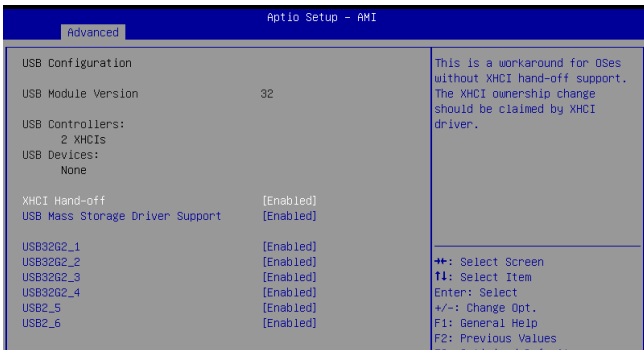 Aptio Setup – AMI
Advanced
USB Configuration
USB Module Version 32
USB Controllers:
2 XHCIs
USB Devices:
None
XHCI Hand-off [Enabled]
USB Mass Storage Driver Support [Enabled]
USB32G2_1 [Enabled]
USB32G2_2 [Enabled]
USB32G2_3 [Enabled]
USB32G2_4 [Enabled]
USB2_5 [Enabled]
USB2_6 [Enabled]
This is a workaround for OSes
without XHCI hand-off support.
The XHCI ownership change
should be claimed by XHCI
driver.
→←: Select Screen
↑↓: Select Item
Enter: Select
+/-: Change Opt.
F1: General Help
F2: Previous Values